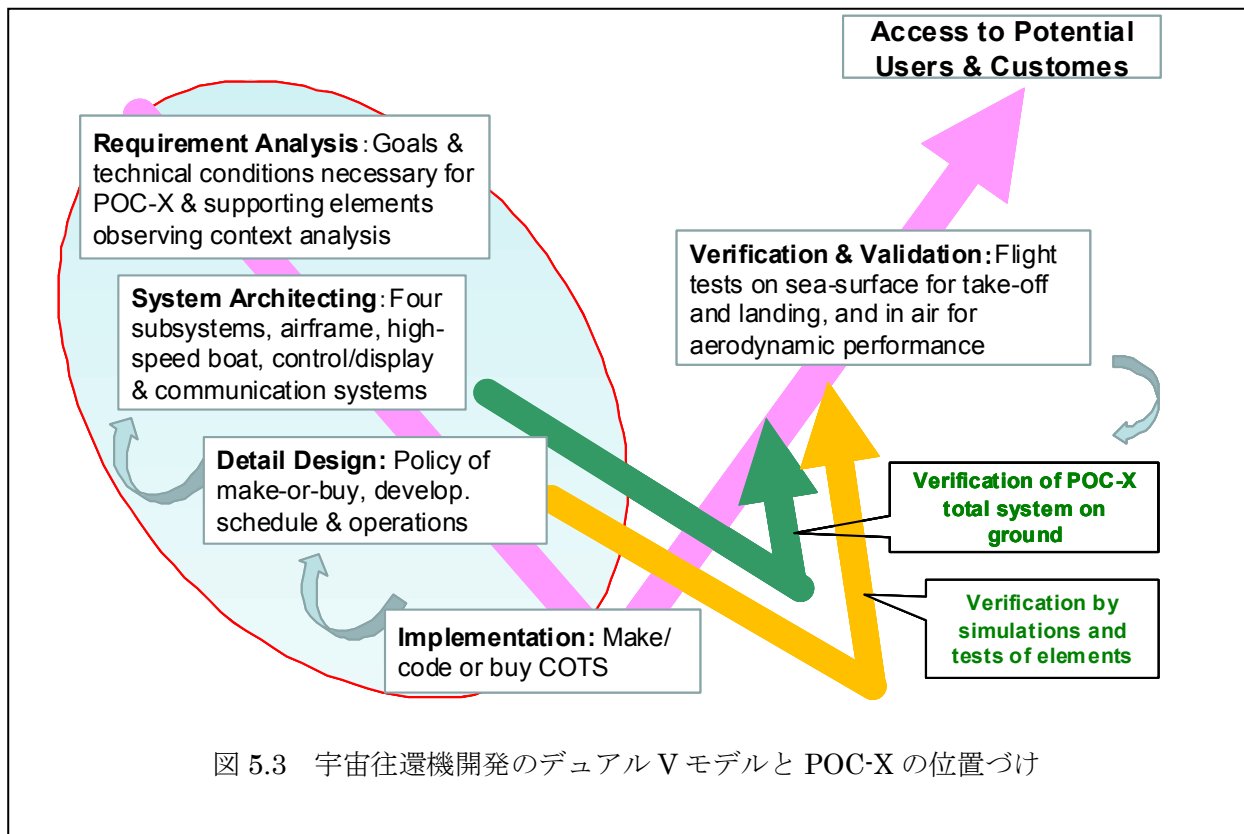 Access to Potential
Users & Customes
Requirement Analysis：Goals &
technical conditions necessary for
POC-X & supporting elements
observing context analysis
System Architecting：Four
subsystems, airframe, high-
speed boat, control/display
& communication systems
Detail Design: Policy of
make-or-buy, develop.
schedule & operations
Implementation: Make/
code or buy COTS
Verification & Validation：Flight
tests on sea-surface for take-off
and landing, and in air for
aerodynamic performance
Verification of POC-X
total system on
ground
Verification by
simulations and
tests of elements
図 5.3　宇宙往還機開発のデュアル V モデルと POC-X の位置づけ